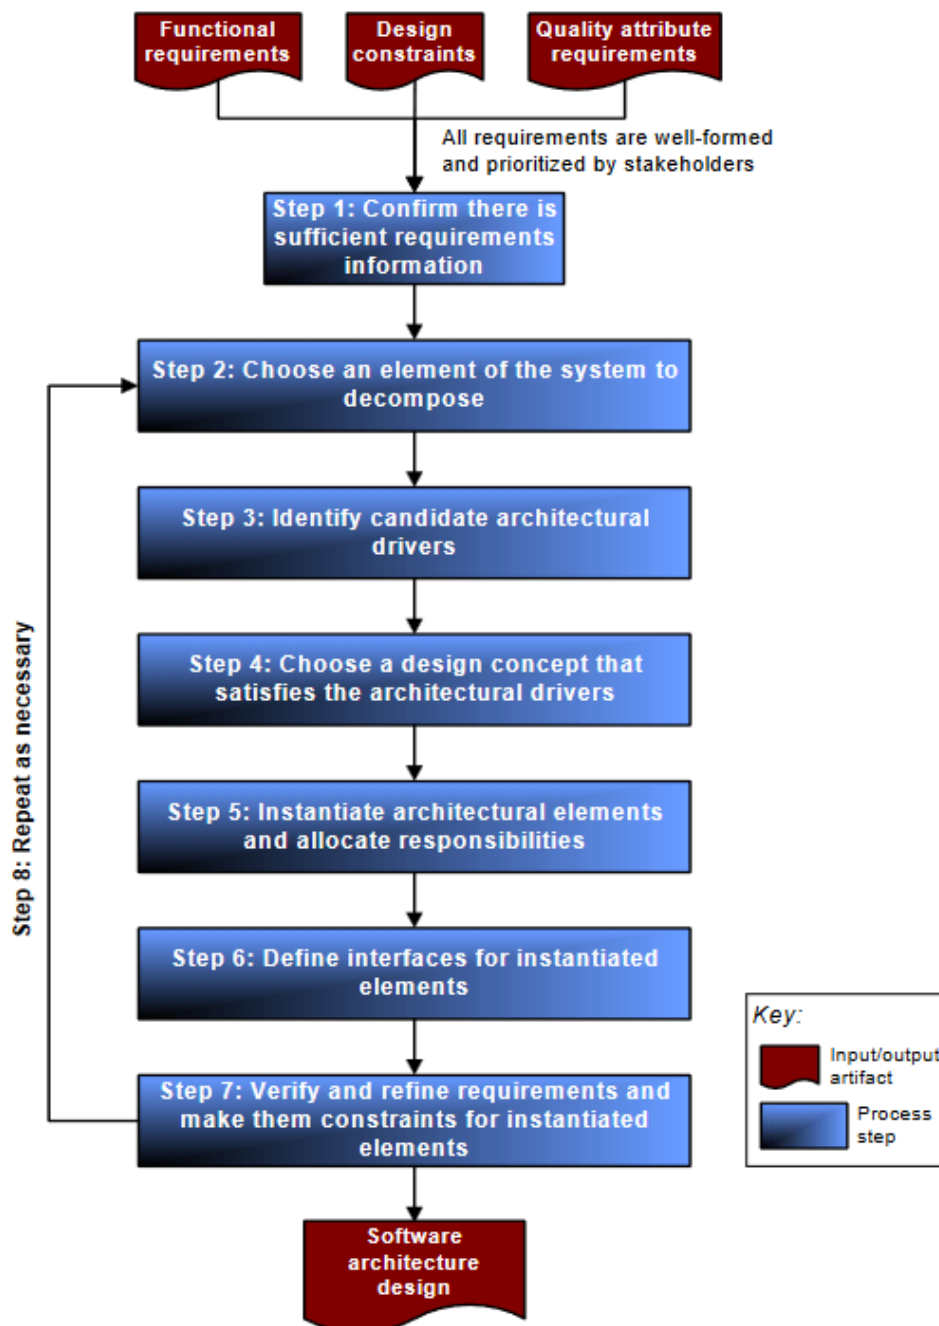 Functional
requirements
Design
constraints
Quality attribute
requirements
All requirements are well-formed
and prioritized by stakeholders
Step 1: Confirm there is
sufficient requirements
information
Step 2: Choose an element of the system to
decompose
Step 3: Identify candidate architectural
drivers
Step 4: Choose a design concept that
satisfies the architectural drivers
Step 5: Instantiate architectural elements
and allocate responsibilities
Step 6: Define interfaces for instantiated
elements
Step 7: Verify and refine requirements and
make them constraints for instantiated
elements
Step 8: Repeat as necessary
Software
architecture
design
Key:
Input/output
artifact
Process
step